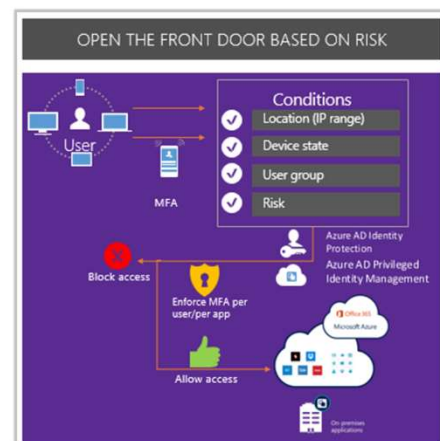 OPEN THE FRONT DOOR BASED ON RISK
User
MFA
Conditions
Location (IP range)
Device state
User group
Risk
Azure AD Identity
Protection
Azure AD Privileged
Identity Management
Block access
Enforce MFA per
user/per app
Allow access
Office 365
Microsoft Azure
On-premises
applications